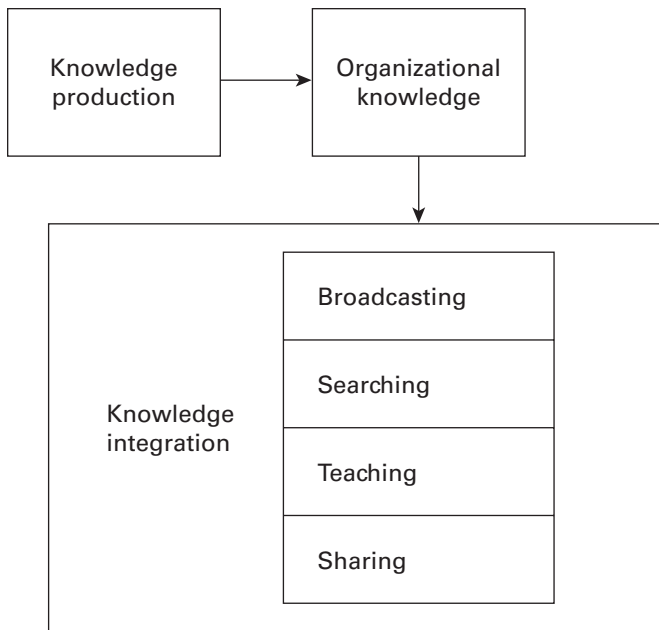 Knowledge
production
Organizational
knowledge
Knowledge
integration
Broadcasting
Searching
Teaching
Sharing